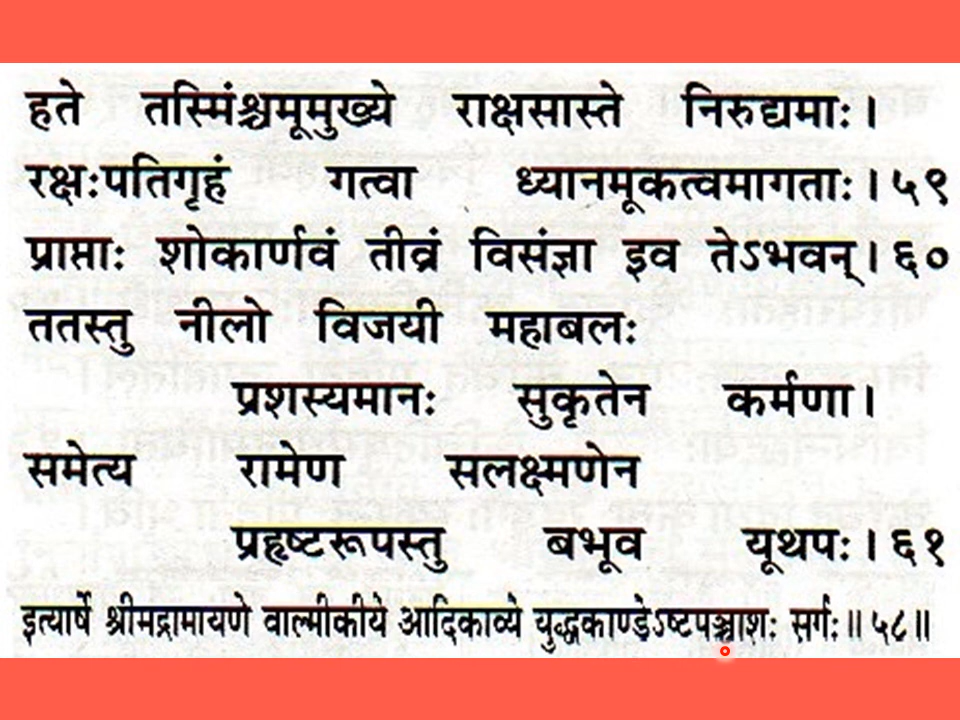 हते तस्मिंश्चमूमुख्ये राक्षसास्ते निरुद्यमाः।
रक्षःपतिगृहं गत्वा ध्यानमूकत्वमागताः। ५९
प्राप्ताः शोकार्णवं तीव्रं विसंज्ञा इव तेऽभवन्। ६०
ततस्तु नीलो विजयी महाबलः
प्रशस्यमानः सुकृतेन कर्मणा।
समेत्य रामेण सलक्ष्मणेन
प्रहृष्टरूपस्तु बभूव यूथपः। ६१
इत्यार्षे श्रीमद्रामायणे वाल्मीकीये आदिकाव्ये युद्धकाण्डेऽष्टपञ्चाशः सर्गः॥ ५८॥